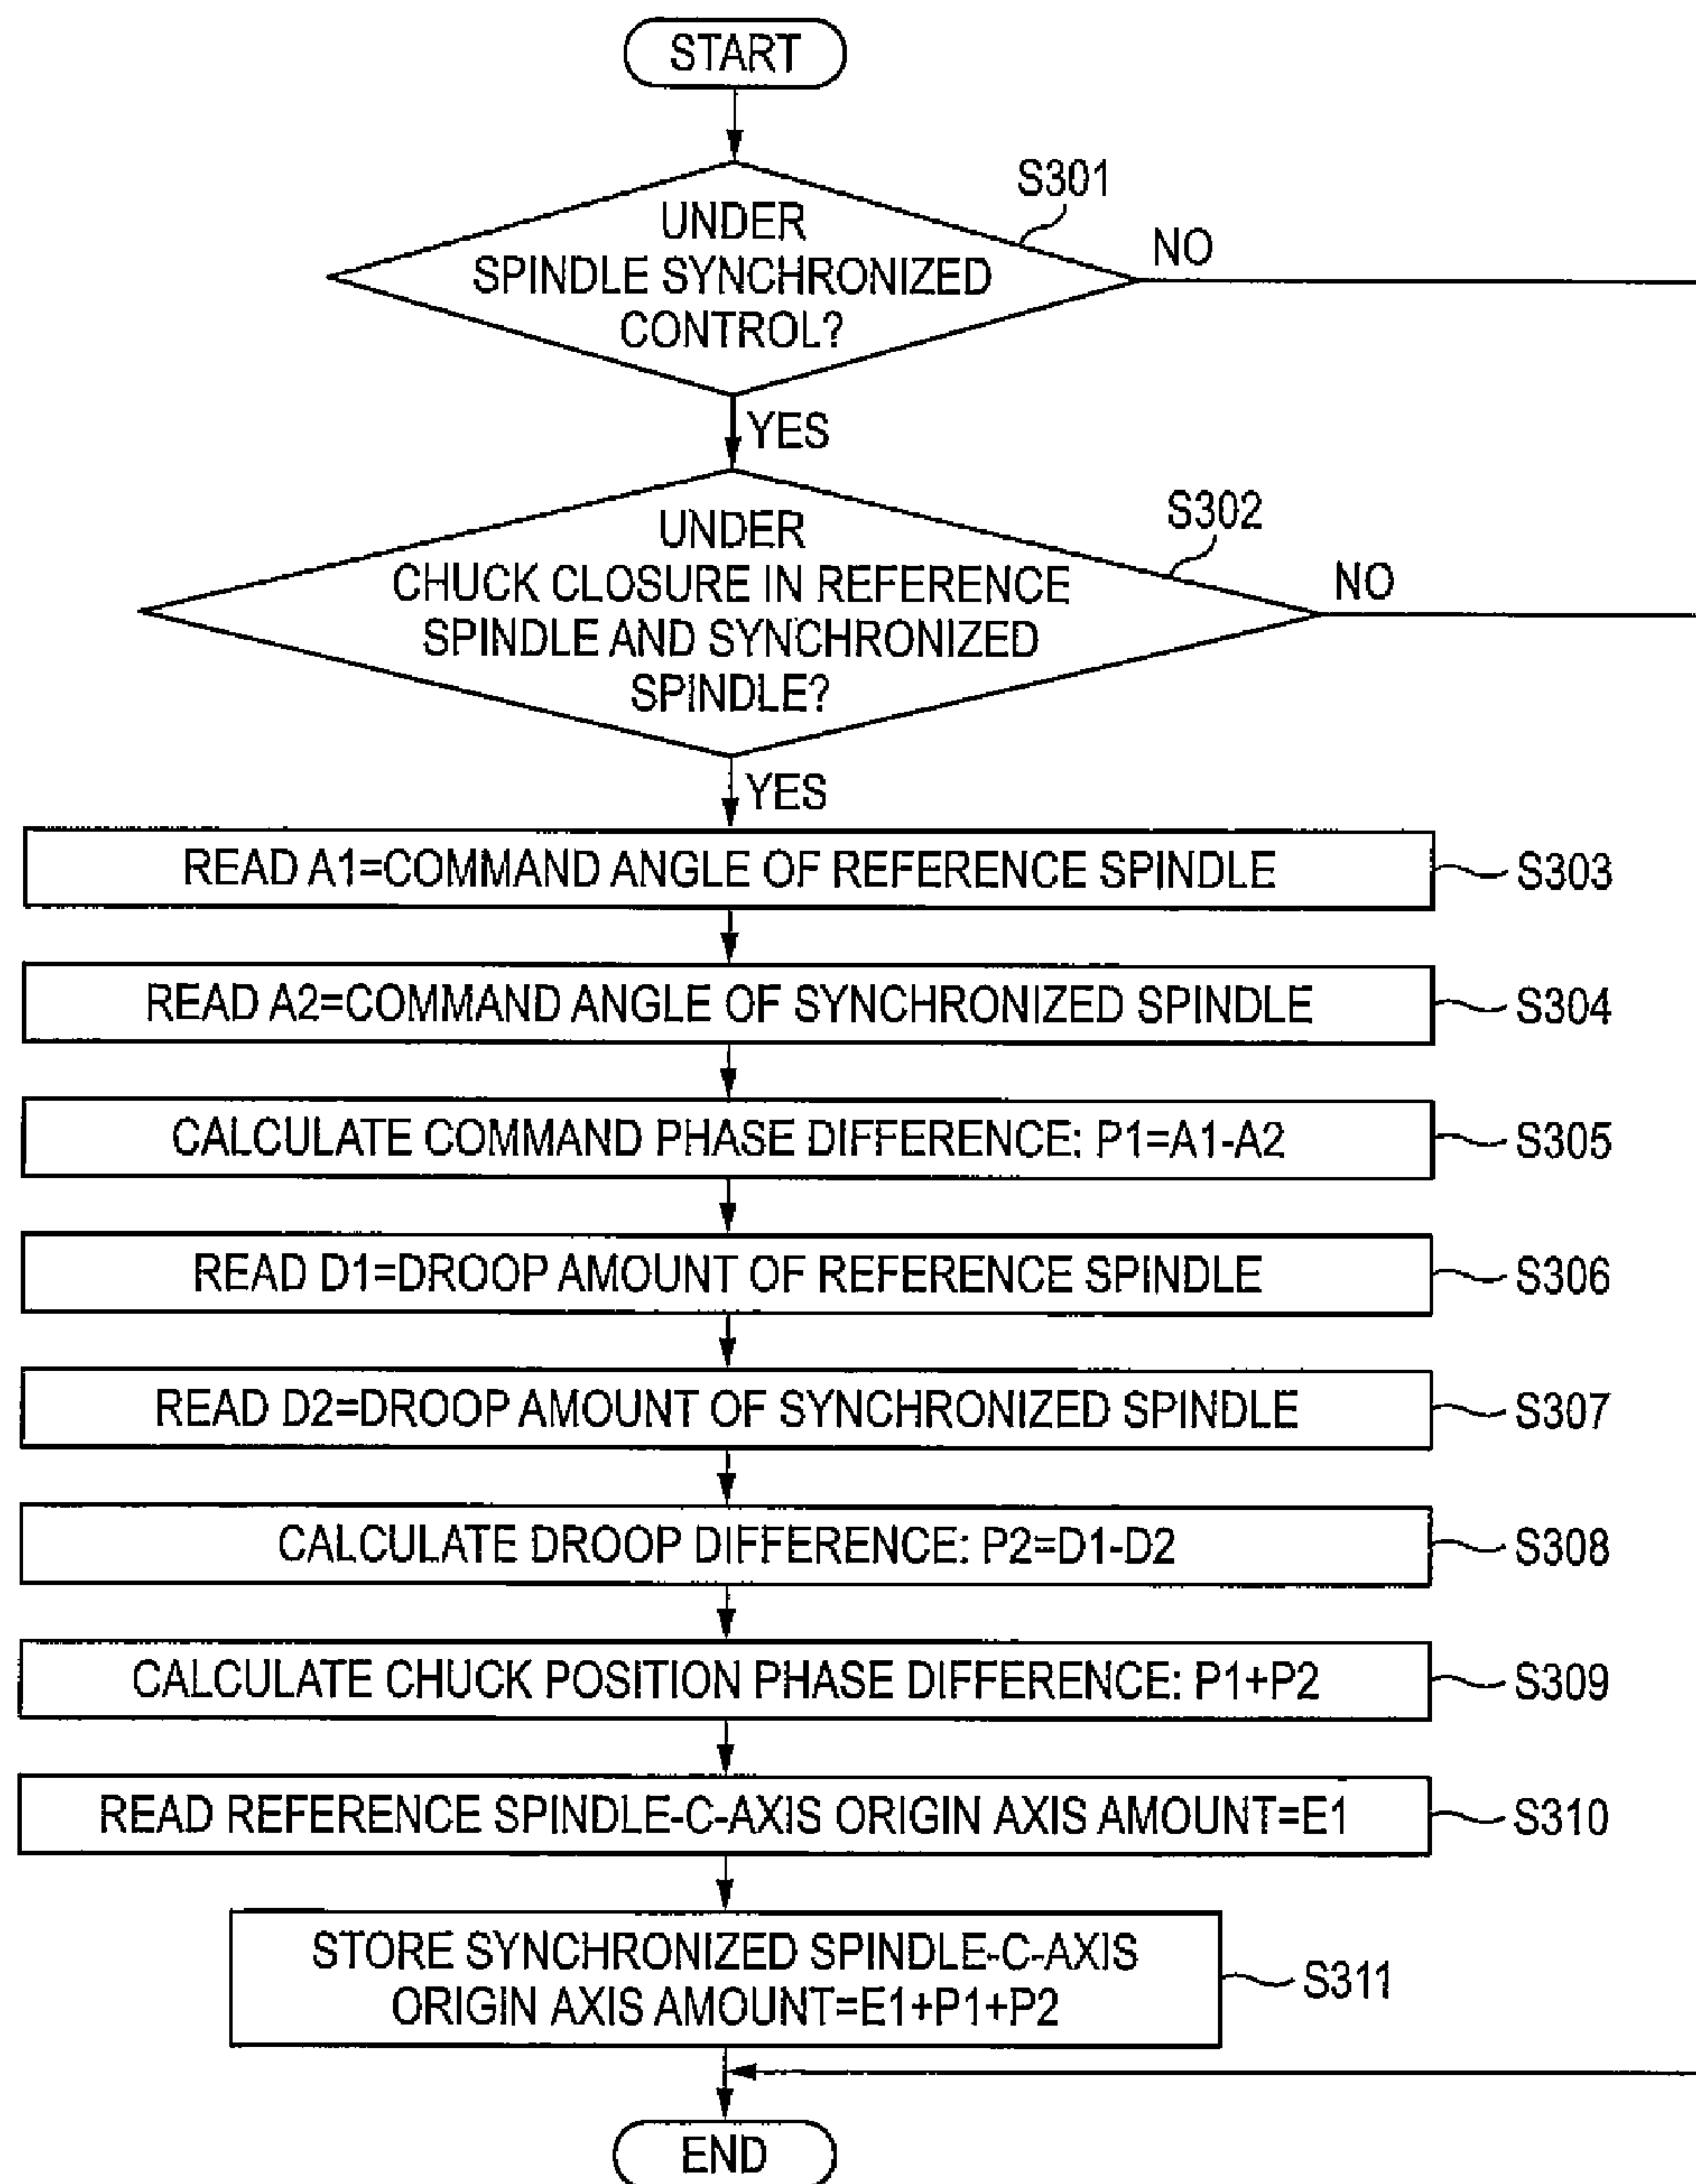 START
S301
UNDER
SPINDLE SYNCHRONIZED
CONTROL?
NO
YES
S302
UNDER
CHUCK CLOSURE IN REFERENCE
SPINDLE AND SYNCHRONIZED
SPINDLE?
NO
YES
READ A1=COMMAND ANGLE OF REFERENCE SPINDLE
S303
READ A2=COMMAND ANGLE OF SYNCHRONIZED SPINDLE
S304
CALCULATE COMMAND PHASE DIFFERENCE: P1=A1-A2
S305
READ D1=DROOP AMOUNT OF REFERENCE SPINDLE
S306
READ D2=DROOP AMOUNT OF SYNCHRONIZED SPINDLE
S307
CALCULATE DROOP DIFFERENCE: P2=D1-D2
S308
CALCULATE CHUCK POSITION PHASE DIFFERENCE: P1+P2
S309
READ REFERENCE SPINDLE-C-AXIS ORIGIN AXIS AMOUNT=E1
S310
STORE SYNCHRONIZED SPINDLE-C-AXIS
ORIGIN AXIS AMOUNT=E1+P1+P2
S311
END